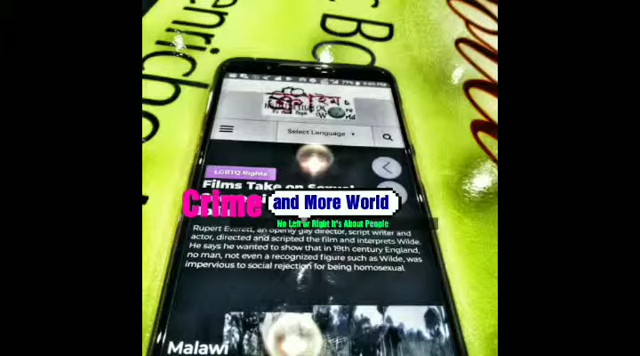 enriche
Select Language
LGBTQ Rights
Films Take on Sexual
Crime and More World
No Left or Right It's About People
Rupert Everett, an openly gay director, script writer and
actor, directed and scripted the film and interprets Wilde.
He says he wanted to show that in 19th century England,
no man, not even a recognized figure such as Wilde, was
impervious to social rejection for being homosexual
Malawi